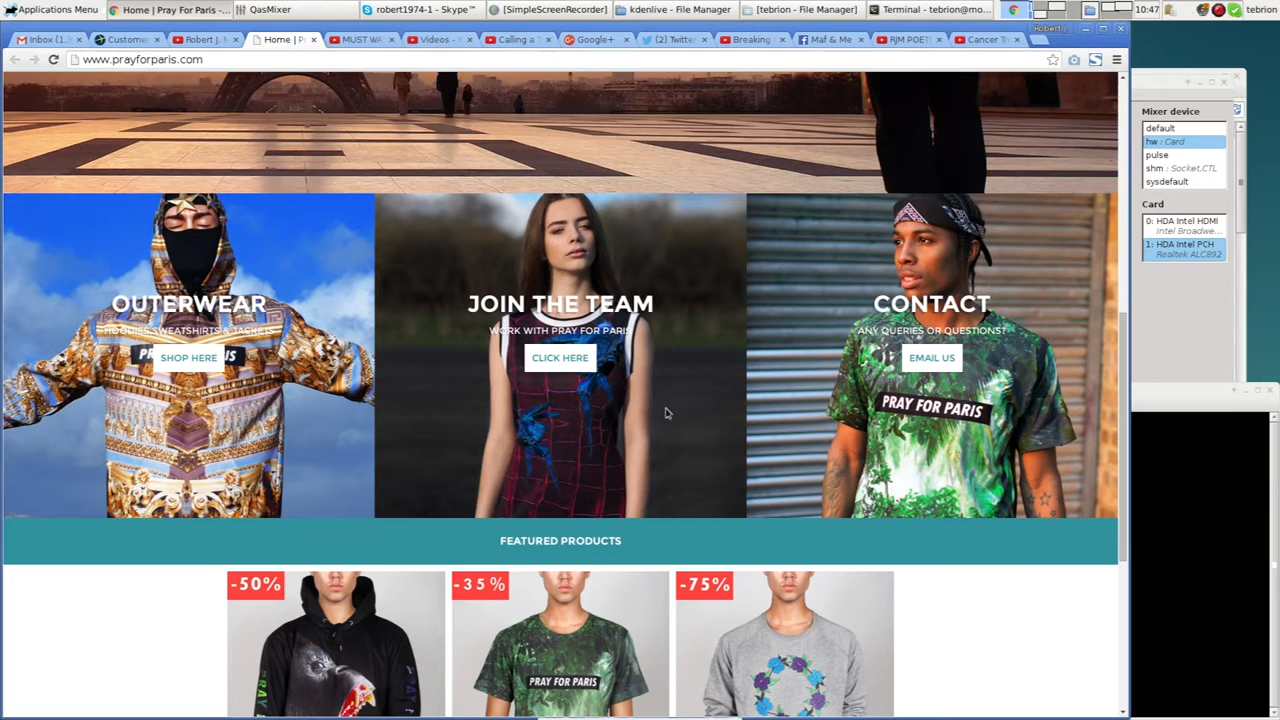 Applications Menu
Home | Pray For Paris -...
QasMixer
robert1974-1 - Skype™
[SimpleScreenRecorder]
kdenlive - File Manager
[tebrion - File Manager]
Terminal - tebrion@mo...
10:47
tebrion
Robert J
Inbox (1.
Custome
Robert J.
Home | P
MUST W
Videos -
Calling a
Google+
(2) Twitter
Breaking
Maf & Me
RJM POET
Cancer Tr
www.prayforparis.com
OUTERWEAR
HOODIES SWEATSHIRTS & JACKETS
SHOP HERE
JOIN THE TEAM
WORK WITH PRAY FOR PARIS
CLICK HERE
CONTACT
ANY QUERIES OR QUESTIONS?
EMAIL US
PRAY FOR PARIS
FEATURED PRODUCTS
-50%
-35%
-75%
PRAY FOR PARIS
Mixer device
default
hw : Card
pulse
shm : Socket,CTL
sysdefault
Card
0: HDA Intel HDMI
Intel Broadwe...
1: HDA Intel PCH
Realtek ALC892